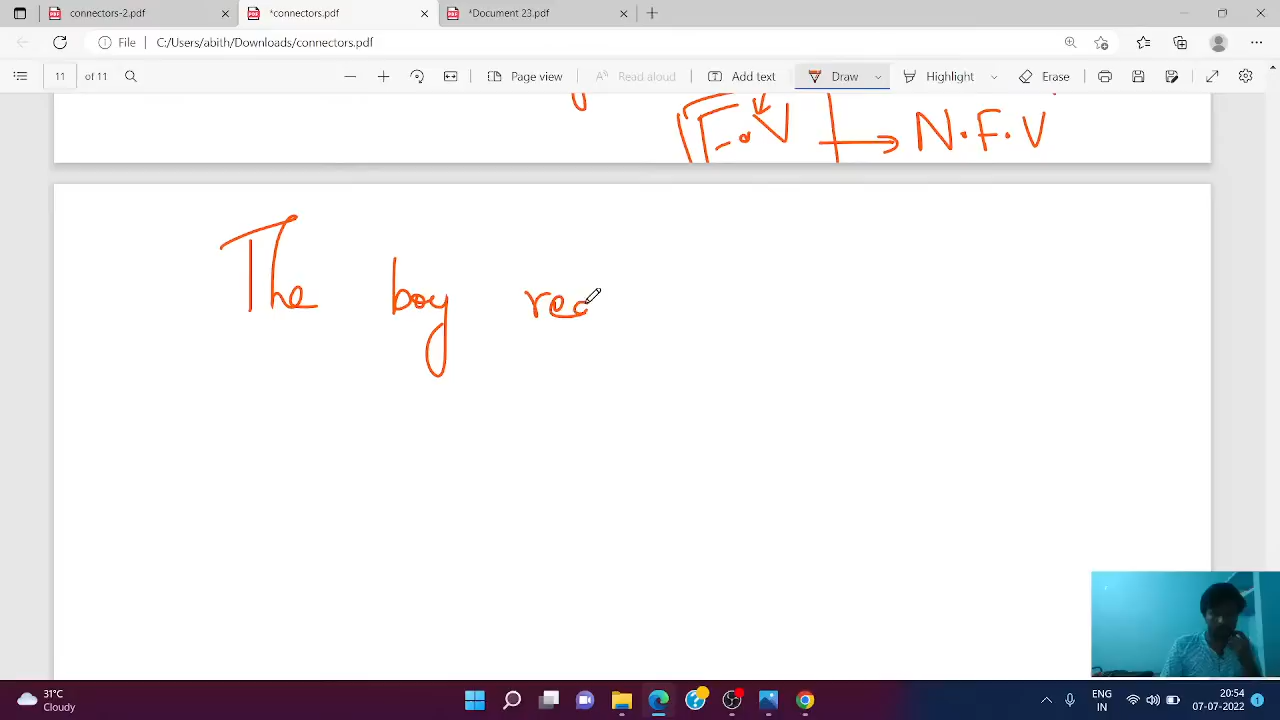 connectors-2.pdf *connectors.pdf *Document 23.pdf
File C:/Users/abith/Downloads/connectors.pdf
11 of 11 Page view Read aloud Add text Draw Highlight Erase
F.V N.F.V
The boy rec
31°C ENG 20:54
Cloudy IN 07-07-2022